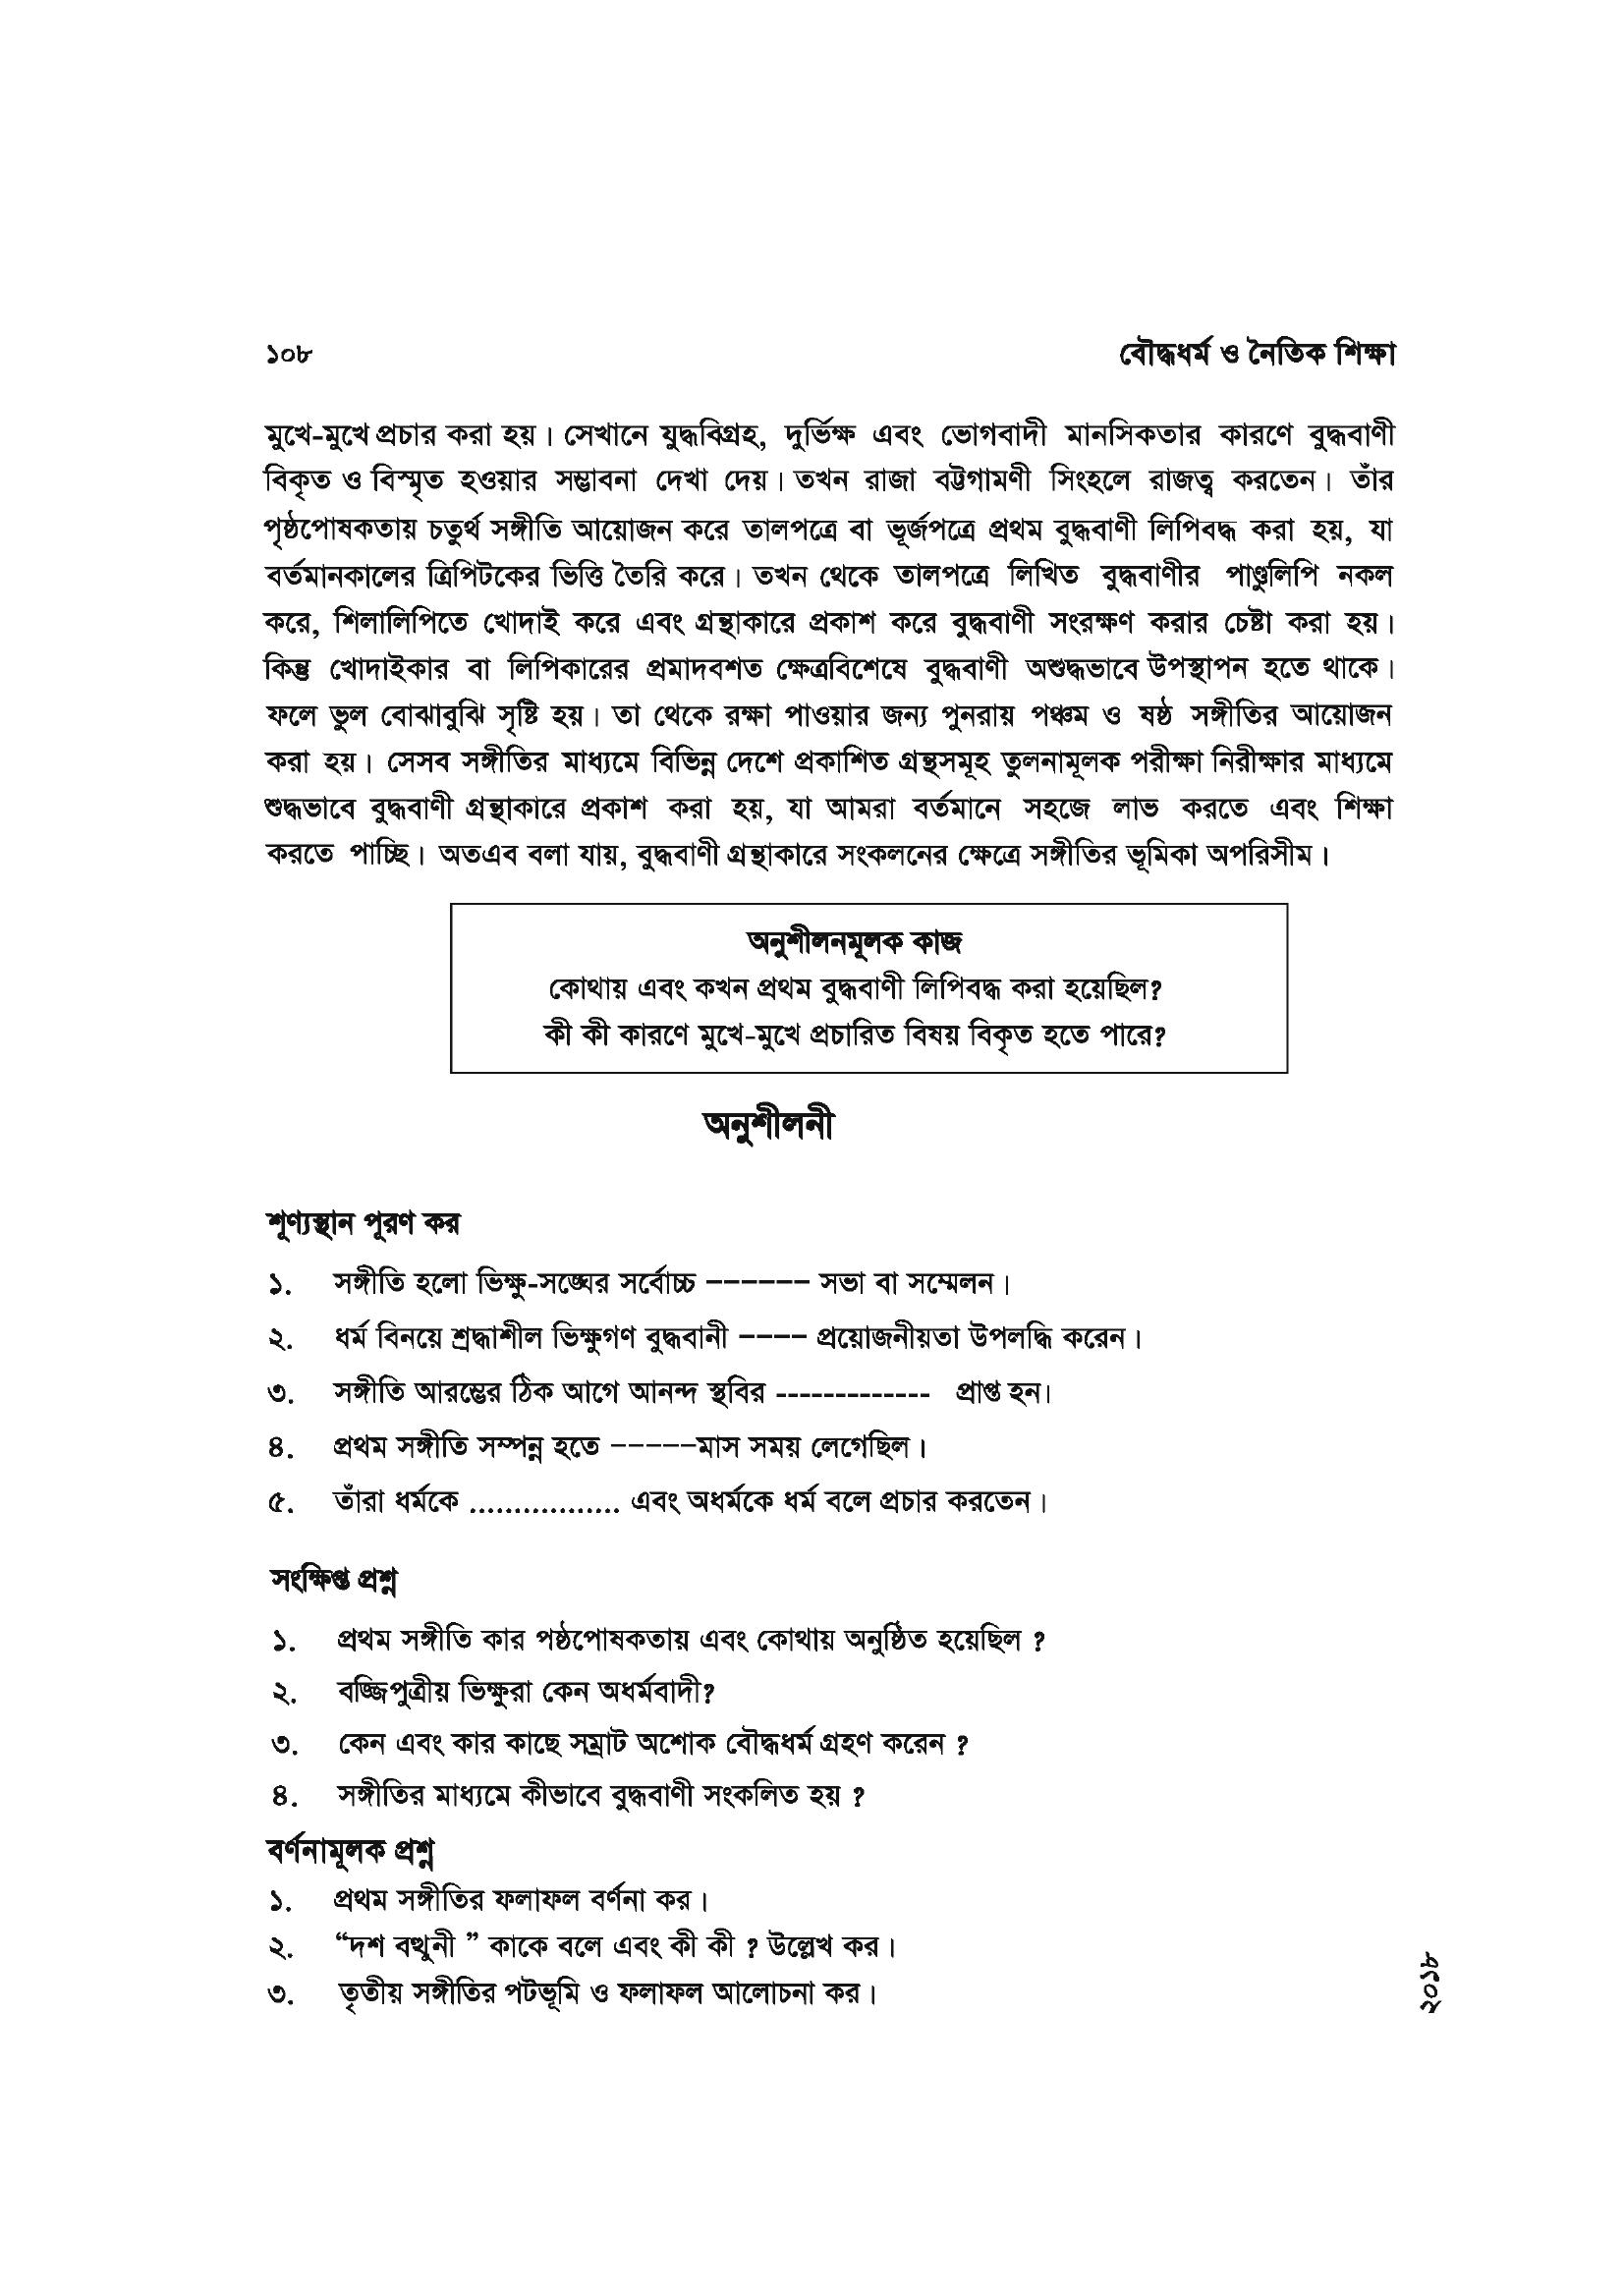 ১০৮ বৌদ্ধধর্ম ও নৈতিক শিক্ষা
মুখে-মুখে প্রচার করা হয়। সেখানে যুদ্ধবিগ্রহ, দুর্ভিক্ষ এবং ভোগবাদী মানসিকতার কারণে বুদ্ধবাণী
বিকৃত ও বিস্মৃত হওয়ার সম্ভাবনা দেখা দেয়। তখন রাজা বট্টগামণী সিংহলে রাজত্ব করতেন। তাঁর
পৃষ্ঠপোষকতায় চতুর্থ সঙ্গীতি আয়োজন করে তালপত্রে বা ভূর্জপত্রে প্রথম বুদ্ধবাণী লিপিবদ্ধ করা হয়, যা
বর্তমানকালের ত্রিপিটকের ভিত্তি তৈরি করে। তখন থেকে তালপত্রে লিখিত বুদ্ধবাণীর পাণ্ডুলিপি নকল
করে, শিলালিপিতে খোদাই করে এবং গ্রন্থাকারে প্রকাশ করে বুদ্ধবাণী সংরক্ষণ করার চেষ্টা করা হয়।
কিন্তু খোদাইকার বা লিপিকারের প্রমাদবশত ক্ষেত্রবিশেষে বুদ্ধবাণী অশুদ্ধভাবে উপস্থাপন হতে থাকে।
ফলে ভুল বোঝাবুঝি সৃষ্টি হয়। তা থেকে রক্ষা পাওয়ার জন্য পুনরায় পঞ্চম ও ষষ্ঠ সঙ্গীতির আয়োজন
করা হয়। সেসব সঙ্গীতির মাধ্যমে বিভিন্ন দেশে প্রকাশিত গ্রন্থসমূহ তুলনামূলক পরীক্ষা নিরীক্ষার মাধ্যমে
শুদ্ধভাবে বুদ্ধবাণী গ্রন্থাকারে প্রকাশ করা হয়, যা আমরা বর্তমানে সহজে লাভ করতে এবং শিক্ষা
করতে পাচ্ছি। অতএব বলা যায়, বুদ্ধবাণী গ্রন্থাকারে সংকলনের ক্ষেত্রে সঙ্গীতির ভূমিকা অপরিসীম।
অনুশীলনমূলক কাজ
কোথায় এবং কখন প্রথম বুদ্ধবাণী লিপিবদ্ধ করা হয়েছিল?
কী কী কারণে মুখে-মুখে প্রচারিত বিষয় বিকৃত হতে পারে?
অনুশীলনী
শূণ্যস্থান পূরণ কর
১. সঙ্গীতি হলো ভিক্ষু-সঙ্ঘের সর্বোচ্চ ------ সভা বা সম্মেলন।
২. ধর্ম বিনয়ে শ্রদ্ধাশীল ভিক্ষুগণ বুদ্ধবানী ---- প্রয়োজনীয়তা উপলদ্ধি করেন।
৩. সঙ্গীতি আরম্ভের ঠিক আগে আনন্দ স্থবির ------------- প্রাপ্ত হন।
৪. প্রথম সঙ্গীতি সম্পন্ন হতে -----মাস সময় লেগেছিল।
৫. তাঁরা ধর্মকে ................. এবং অধর্মকে ধর্ম বলে প্রচার করতেন।
সংক্ষিপ্ত প্রশ্ন
১. প্রথম সঙ্গীতি কার পষ্ঠপোষকতায় এবং কোথায় অনুষ্ঠিত হয়েছিল ?
২. বজ্জিপুত্রীয় ভিক্ষুরা কেন অধর্মবাদী?
৩. কেন এবং কার কাছে সম্রাট অশোক বৌদ্ধধর্ম গ্রহণ করেন ?
৪. সঙ্গীতির মাধ্যমে কীভাবে বুদ্ধবাণী সংকলিত হয় ?
বর্ণনামূলক প্রশ্ন
১. প্রথম সঙ্গীতির ফলাফল বর্ণনা কর।
২. “দশ বত্থুনী ” কাকে বলে এবং কী কী ? উল্লেখ কর।
৩. তৃতীয় সঙ্গীতির পটভূমি ও ফলাফল আলোচনা কর।
২০১৮